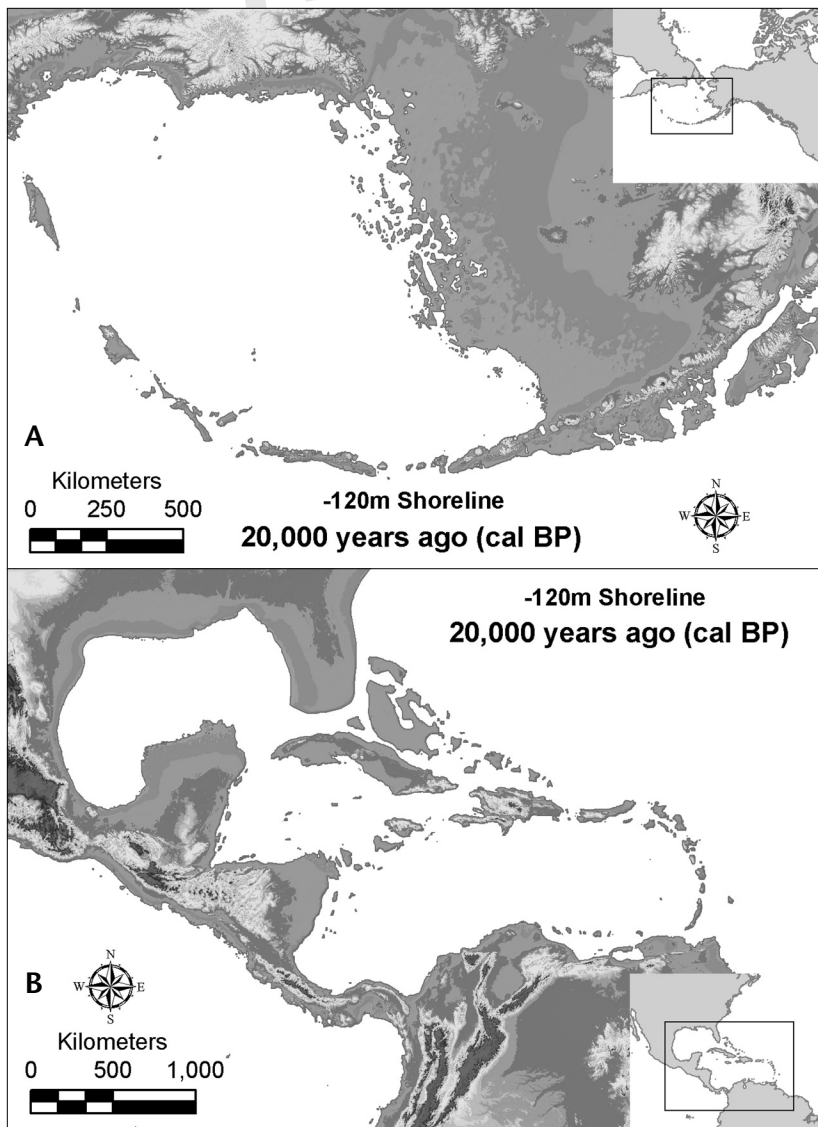 A
Kilometers
0 250 500
-120m Shoreline
20,000 years ago (cal BP)
N
W E
S
-120m Shoreline
20,000 years ago (cal BP)
B
N
W E
S
Kilometers
0 500 1,000